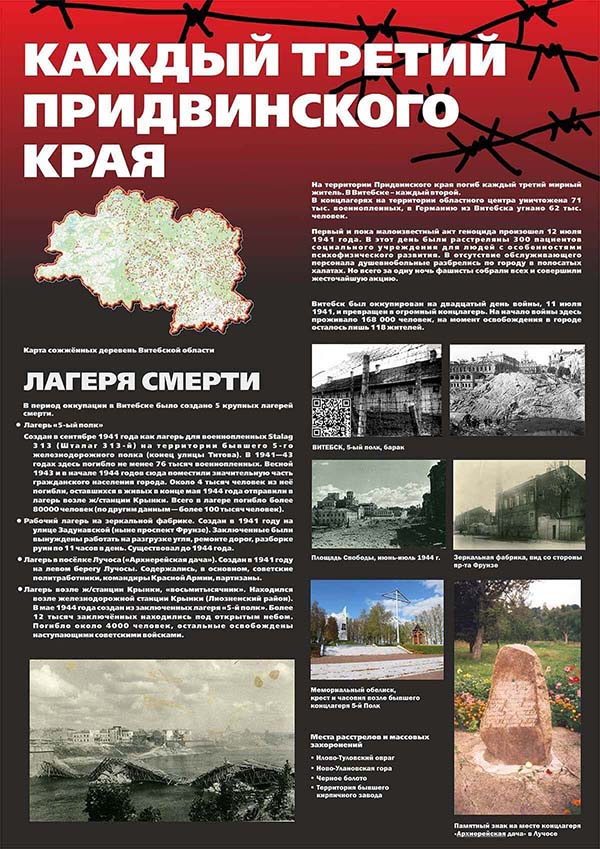 КАЖДЫЙ ТРЕТИЙ
ПРИДВИНСКОГО
КРАЯ
На территории Придвинского края погиб каждый третий мирный
житель. В Витебске – каждый второй.
В концлагерях на территории областного центра уничтожена 71
тыс. военнопленных, в Германию из Витебска угнано 62 тыс.
человек.
Первый и пока малоизвестный акт геноцида произошел 12 июля
1941 года. В этот день были расстреляны 300 пациентов
социального учреждения для людей с особенностями
психофизического развития. В отсутствие обслуживающего
персонала душевнобольные разбрелись по городу в полосатых
халатах. Но всего за одну ночь фашисты собрали всех и совершили
жесточайшую акцию.
Витебск был оккупирован на двадцатый день войны, 11 июля
1941, и превращен в огромный концлагерь. На начало войны здесь
проживало 168 000 человек, на момент освобождения в городе
осталось лишь 118 жителей.
Карта сожжённых деревень Витебской области
ЛАГЕРЯ СМЕРТИ
В период оккупации в Витебске было создано 5 крупных лагерей
смерти.
• Лагерь «5-ый полк»
Создан в сентябре 1941 года как лагерь для военнопленных Stalag
313 (Шталаг 313-й) на территории бывшего 5-го
железнодорожного полка (конец улицы Титова). В 1941—43
годах здесь погибло не менее 76 тысяч военнопленных. Весной
1943 и в начале 1944 годов сюда поместили значительную часть
гражданского населения города. Около 4 тысяч человек из неё
погибли, оставшихся в живых в конце мая 1944 года отправили в
лагерь возле ж/станции Крынки. Всего в лагере погибло более
80000 человек (по другим данным — более 100 тысяч человек).
• Рабочий лагерь на зеркальной фабрике. Создан в 1941 году на
улице Задунавской (ныне проспект Фрунзе). Заключенные были
вынуждены работать на разгрузке угля, ремонте дорог, разборке
руин по 11 часов в день. Существовал до 1944 года.
• Лагерь в посёлке Лучоса («Архиерейская дача»). Создан в 1941 году
на левом берегу Лучосы. Содержались, в основном, советские
политработники, командиры Красной Армии, партизаны.
• Лагерь возле ж/станции Крынки, «восьмитысячник». Находился
возле железнодорожной станции Крынки (Лиозненский район).
В мае 1944 года создан из заключенных лагеря «5-й полк». Более
12 тысяч заключённых находились под открытым небом.
Погибло около 4000 человек, остальные освобождены
наступающими советскими войсками.
ВИТЕБСК, 5-ый полк, барак
Площадь Свободы, июнь-июль 1944 г.
Зеркальная фабрика, вид со стороны
пр-та Фрунзе
Мемориальный обелиск,
крест и часовня возле бывшего
концлагеря 5-й Полк
Места расстрелов и массовых
захоронений
• Илово-Туловский овраг
• Ново-Улановская гора
• Черное болото
• Территория бывшего
кирпичного завода
Памятный знак на месте концлагеря
«Архиерейская дача» в Лучосе